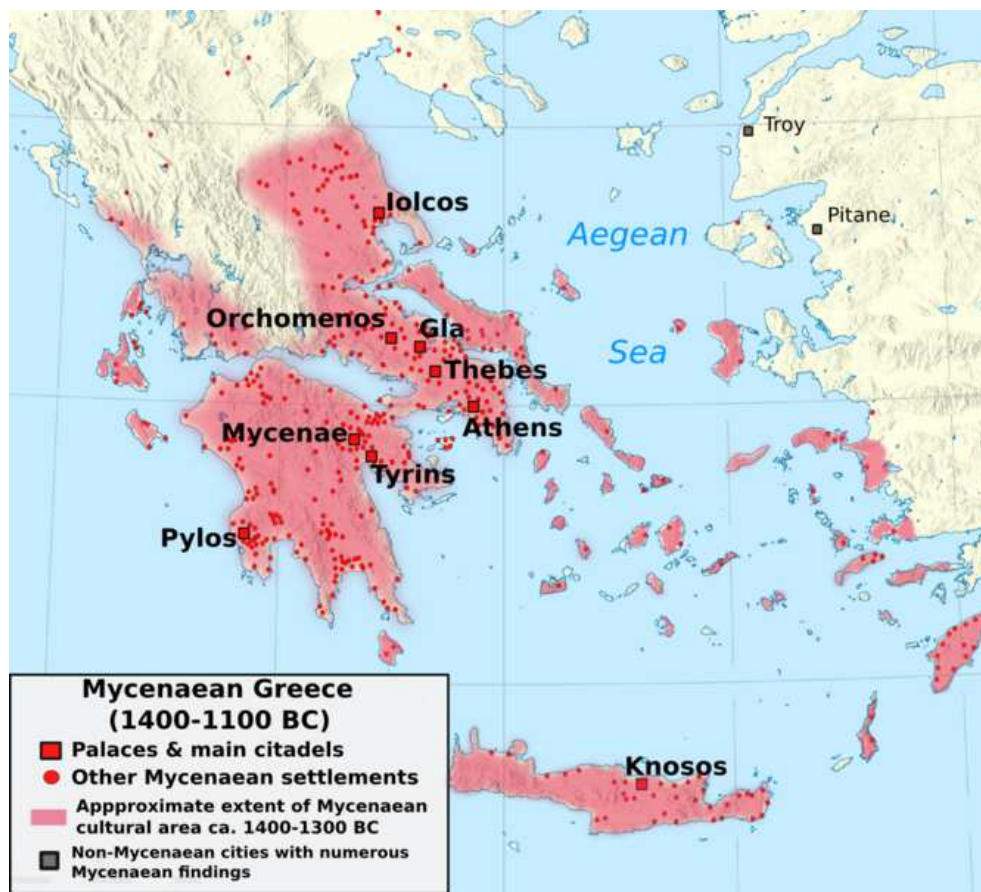 Troy
Iolcos
Pitane
Aegean
Orchomenos
Gla
Sea
Thebes
Athens
Mycenae
Tyrins
Pylos
Mycenaean Greece
(1400-1100 BC)
Palaces & main citadels
Other Mycenaean settlements
Appproximate extent of Mycenaean
cultural area ca. 1400-1300 BC
Non-Mycenaean cities with numerous
Mycenaean findings
Knosos